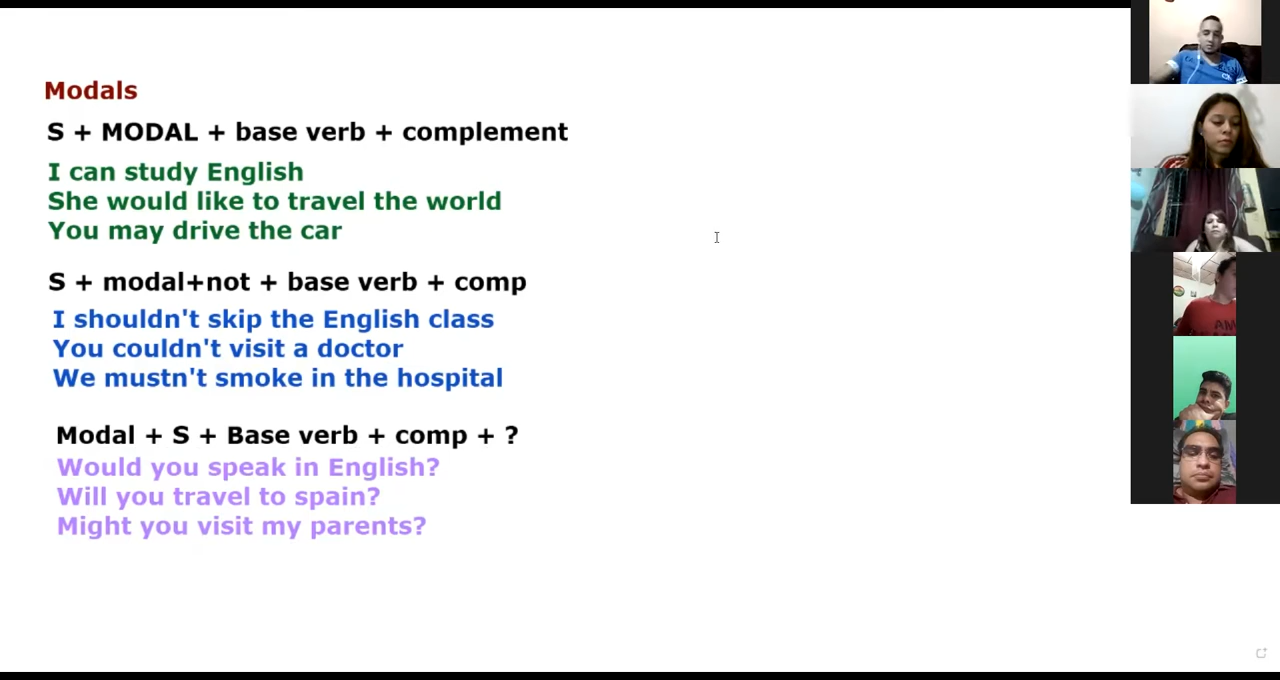 Modals
S + MODAL + base verb + complement
I can study English
She would like to travel the world
You may drive the car
S + modal+not + base verb + comp
I shouldn't skip the English class
You couldn't visit a doctor
We mustn't smoke in the hospital
Modal + S + Base verb + comp + ?
Would you speak in English?
Will you travel to spain?
Might you visit my parents?